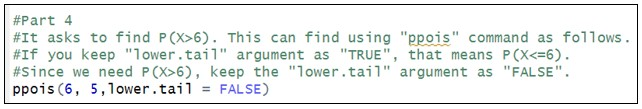 #Part 4
#It asks to find P(X>6). This can find using "ppois" command as follows.
#If you keep "lower.tail" argument as "TRUE", that means P(X<=6).
#Since we need P(X>6), keep the "lower.tail" argument as "FALSE".
ppois(6, 5,lower.tail = FALSE)